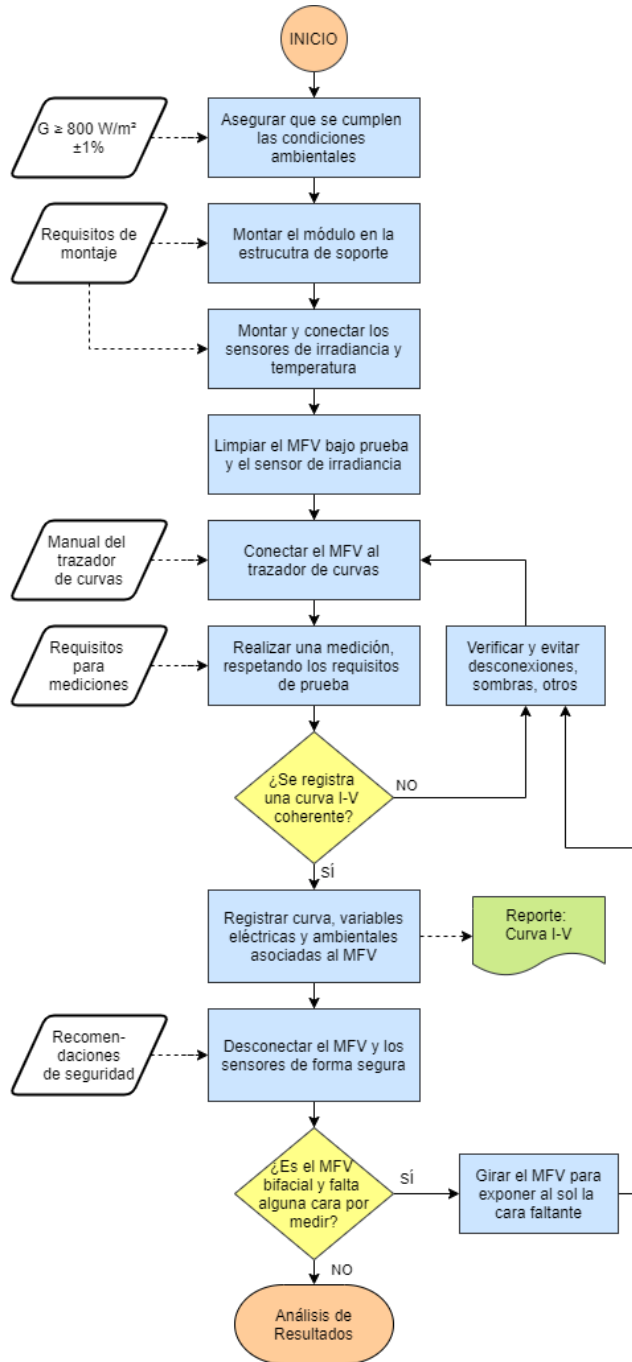 INICIO
G ≥ 800 W/m²
±1%
Asegurar que se cumplen
las condiciones
ambientales
Requisitos de
montaje
Montar el módulo en la
estrucutra de soporte
Montar y conectar los
sensores de irradiancia y
temperatura
Limpiar el MFV bajo prueba
y el sensor de irradiancia
Manual del
trazador
de curvas
Conectar el MFV al
trazador de curvas
Requisitos
para
mediciones
Realizar una medición,
respetando los requisitos
de prueba
Verificar y evitar
desconexiones,
sombras, otros
¿Se registra
una curva I-V
coherente?
NO
SÍ
Registrar curva, variables
eléctricas y ambientales
asociadas al MFV
Reporte:
Curva I-V
Recomen-
daciones
de seguridad
Desconectar el MFV y los
sensores de forma segura
¿Es el MFV
bifacial y falta
alguna cara por
medir?
SÍ
Girar el MFV para
exponer al sol la
cara faltante
NO
Análisis de
Resultados